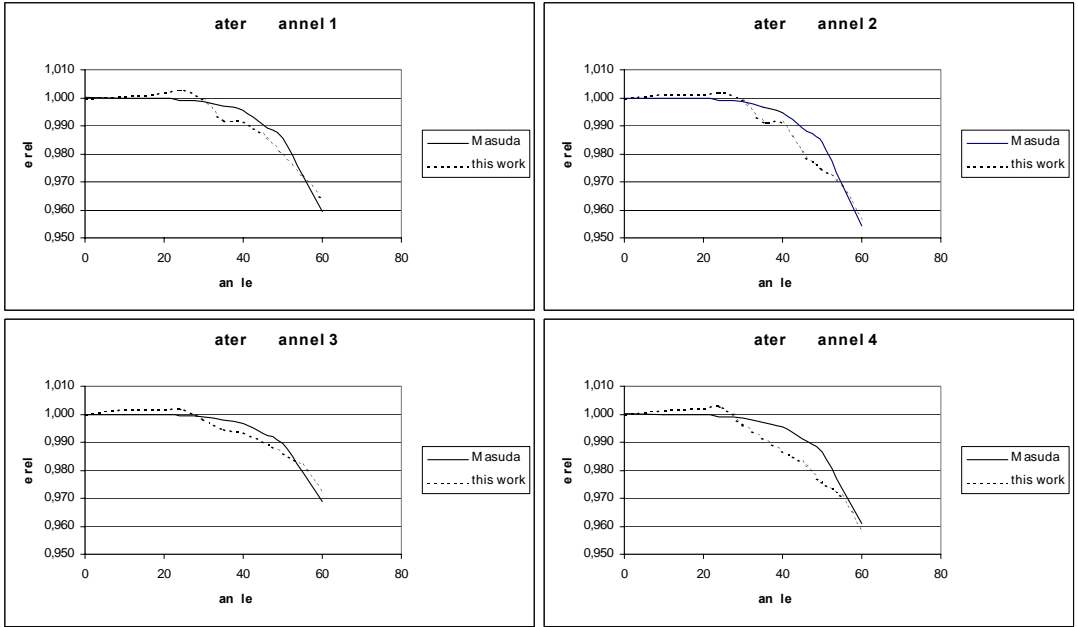 ater annel 1
1,010
1,000
0,990
0,980
0,970
0,960
0,950
e rel
0 20 40 60 80
an le
Masuda
this work
ater annel 2
1,010
1,000
0,990
0,980
0,970
0,960
0,950
e rel
0 20 40 60 80
an le
Masuda
this work
ater annel 3
1,010
1,000
0,990
0,980
0,970
0,960
0,950
e rel
0 20 40 60 80
an le
Masuda
this work
ater annel 4
1,010
1,000
0,990
0,980
0,970
0,960
0,950
e rel
0 20 40 60 80
an le
Masuda
this work